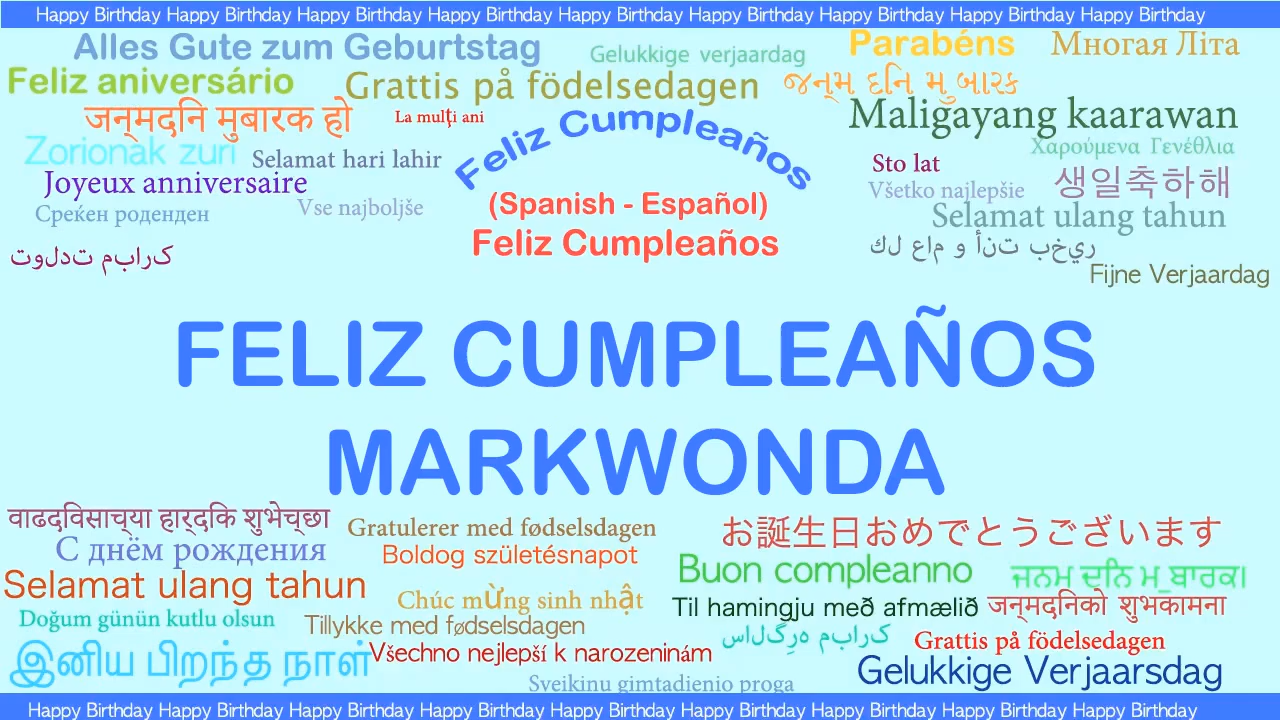 Happy Birthday Happy Birthday Happy Birthday Happy Birthday Happy Birthday Happy Birthday Happy Birthday Happy Birthday Happy Birthday
Alles Gute zum Geburtstag
Gelukkige verjaardag
Parabéns
Многая Літа
Feliz aniversário
Grattis på födelsedagen
જન્મ દિન મુબારક
जन्मदिन मुबारक हो
La mulţi ani
Feliz Cumpleaños
Maligayang kaarawan
Zorionak zuri
Selamat hari lahir
Sto lat
Χαρούμενα Γενέθλια
Joyeux anniversaire
(Spanish - Español)
Všetko najlepšie
생일축하해
Среќен роденден
Vse najboljše
Feliz Cumpleaños
Selamat ulang tahun
تولدت مبارک
كل عام و أنت بخير
Fijne Verjaardag
FELIZ CUMPLEAÑOS
MARKWONDA
वाढदिवसाच्या हार्दिक शुभेच्छा
Gratulerer med fødselsdagen
お誕生日おめでとうございます
С днём рождения
Boldog születésnapot
Buon compleanno
ਜਨਮ ਦਿਨ ਮੁਬਾਰਕ।
Selamat ulang tahun
Chúc mừng sinh nhật
Til hamingju með afmælið
जन्मदिनको शुभकामना
Doğum günün kutlu olsun
Tillykke med fødselsdagen
سالگرہ مبارک
Grattis på födelsedagen
இனிய பிறந்த நாள்
Všechno nejlepší k narozeninám
Gelukkige Verjaarsdag
Sveikinu gimtadienio proga
Happy Birthday Happy Birthday Happy Birthday Happy Birthday Happy Birthday Happy Birthday Happy Birthday Happy Birthday Happy Birthday